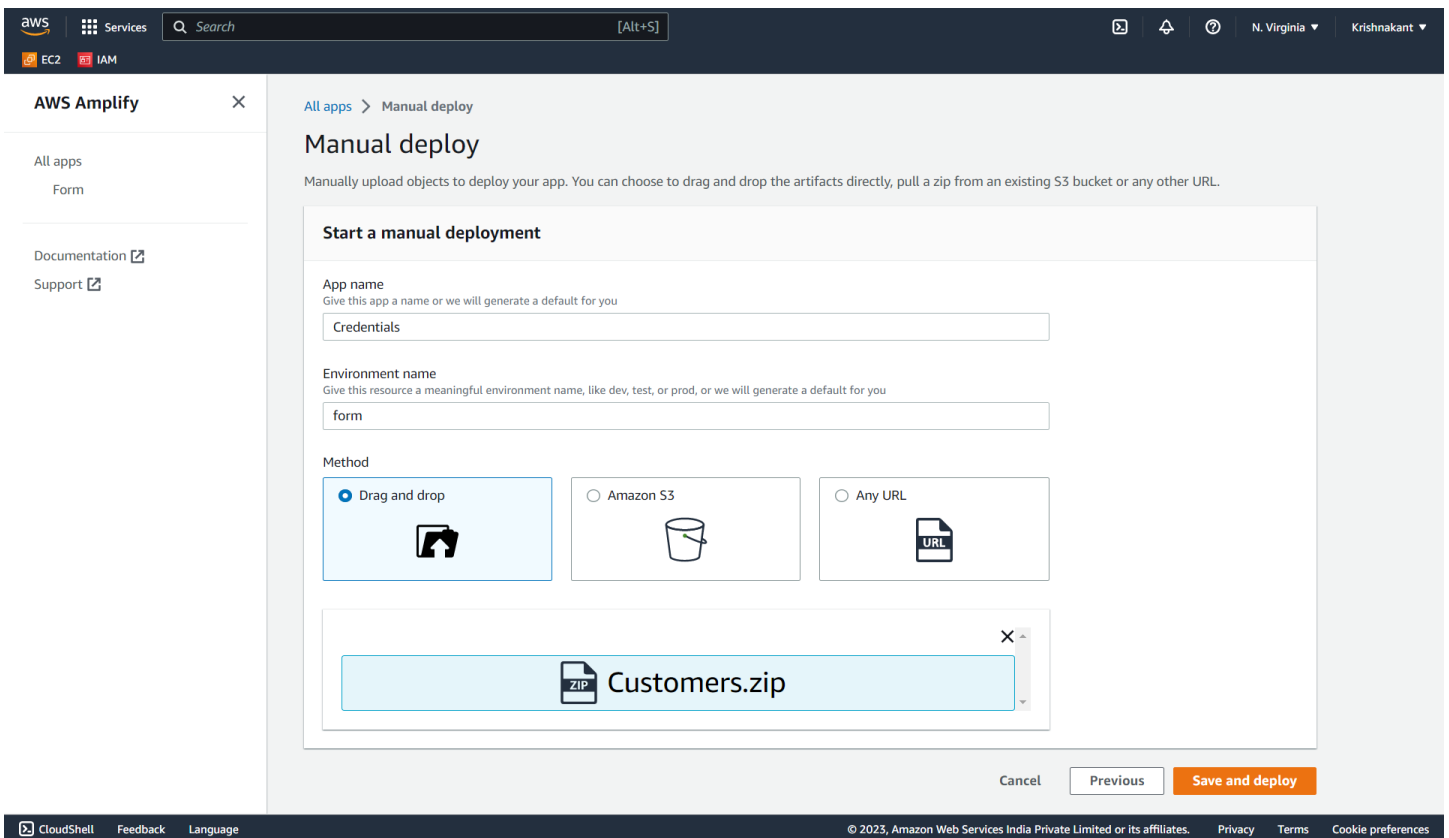 aws Services Search [Alt+S] N. Virginia Krishnakant
EC2 IAM
AWS Amplify
All apps
Form
Documentation
Support
All apps > Manual deploy
Manual deploy
Manually upload objects to deploy your app. You can choose to drag and drop the artifacts directly, pull a zip from an existing S3 bucket or any other URL.
Start a manual deployment
App name
Give this app a name or we will generate a default for you
Credentials
Environment name
Give this resource a meaningful environment name, like dev, test, or prod, or we will generate a default for you
form
Method
Drag and drop
Amazon S3
Any URL
URL
ZIP Customers.zip
Cancel Previous Save and deploy
CloudShell Feedback Language © 2023, Amazon Web Services India Private Limited or its affiliates. Privacy Terms Cookie preferences